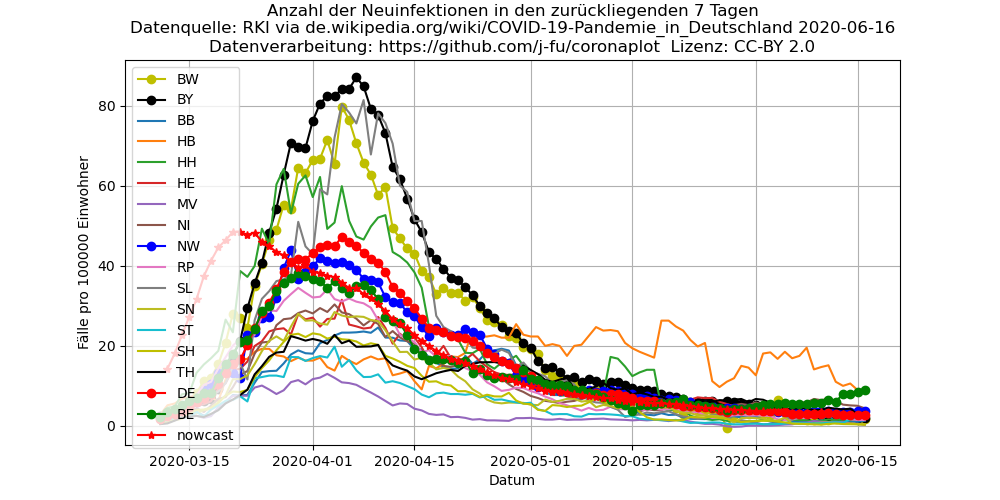 Anzahl der Neuinfektionen in den zurückliegenden 7 Tagen
Datenquelle: RKI via de.wikipedia.org/wiki/COVID-19-Pandemie_in_Deutschland 2020-06-16
Datenverarbeitung: https://github.com/j-fu/coronaplot  Lizenz: CC-BY 2.0
Fälle pro 100000 Einwohner
80
60
40
20
0
BW
BY
BB
HB
HH
HE
MV
NI
NW
RP
SL
SN
ST
SH
TH
DE
BE
nowcast
2020-03-15
2020-04-01
2020-04-15
2020-05-01
2020-05-15
2020-06-01
2020-06-15
Datum